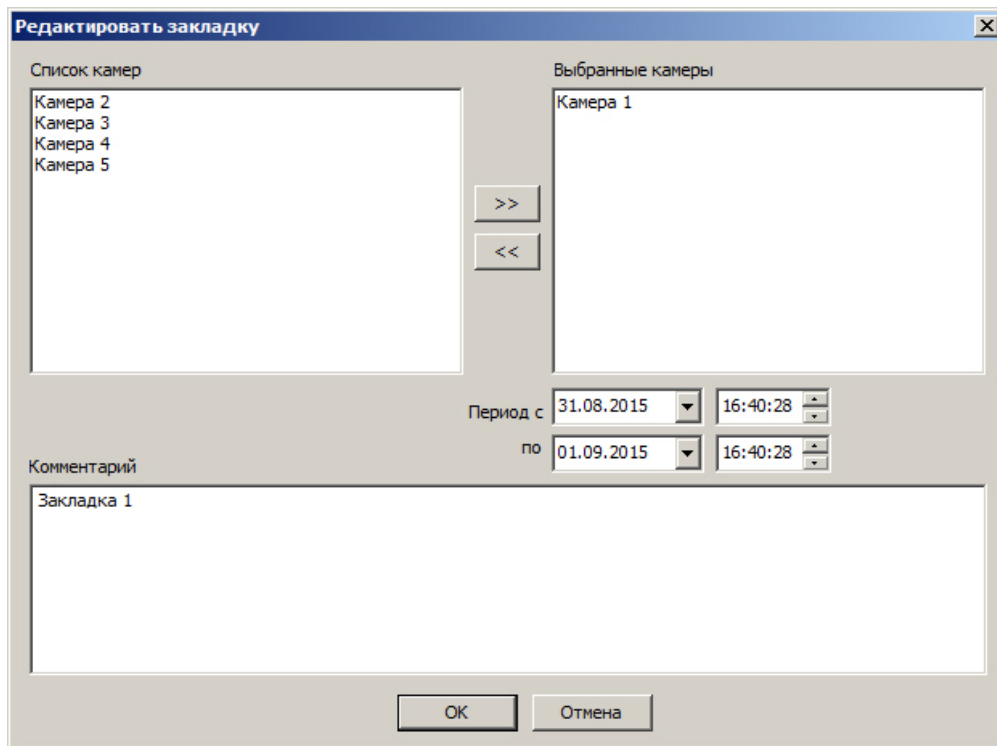 Редактировать закладку
Список камер
Выбранные камеры
Камера 2
Камера 3
Камера 4
Камера 5
Камера 1
>>
<<
Период с 31.08.2015 16:40:28
по 01.09.2015 16:40:28
Комментарий
Закладка 1
OK
Отмена